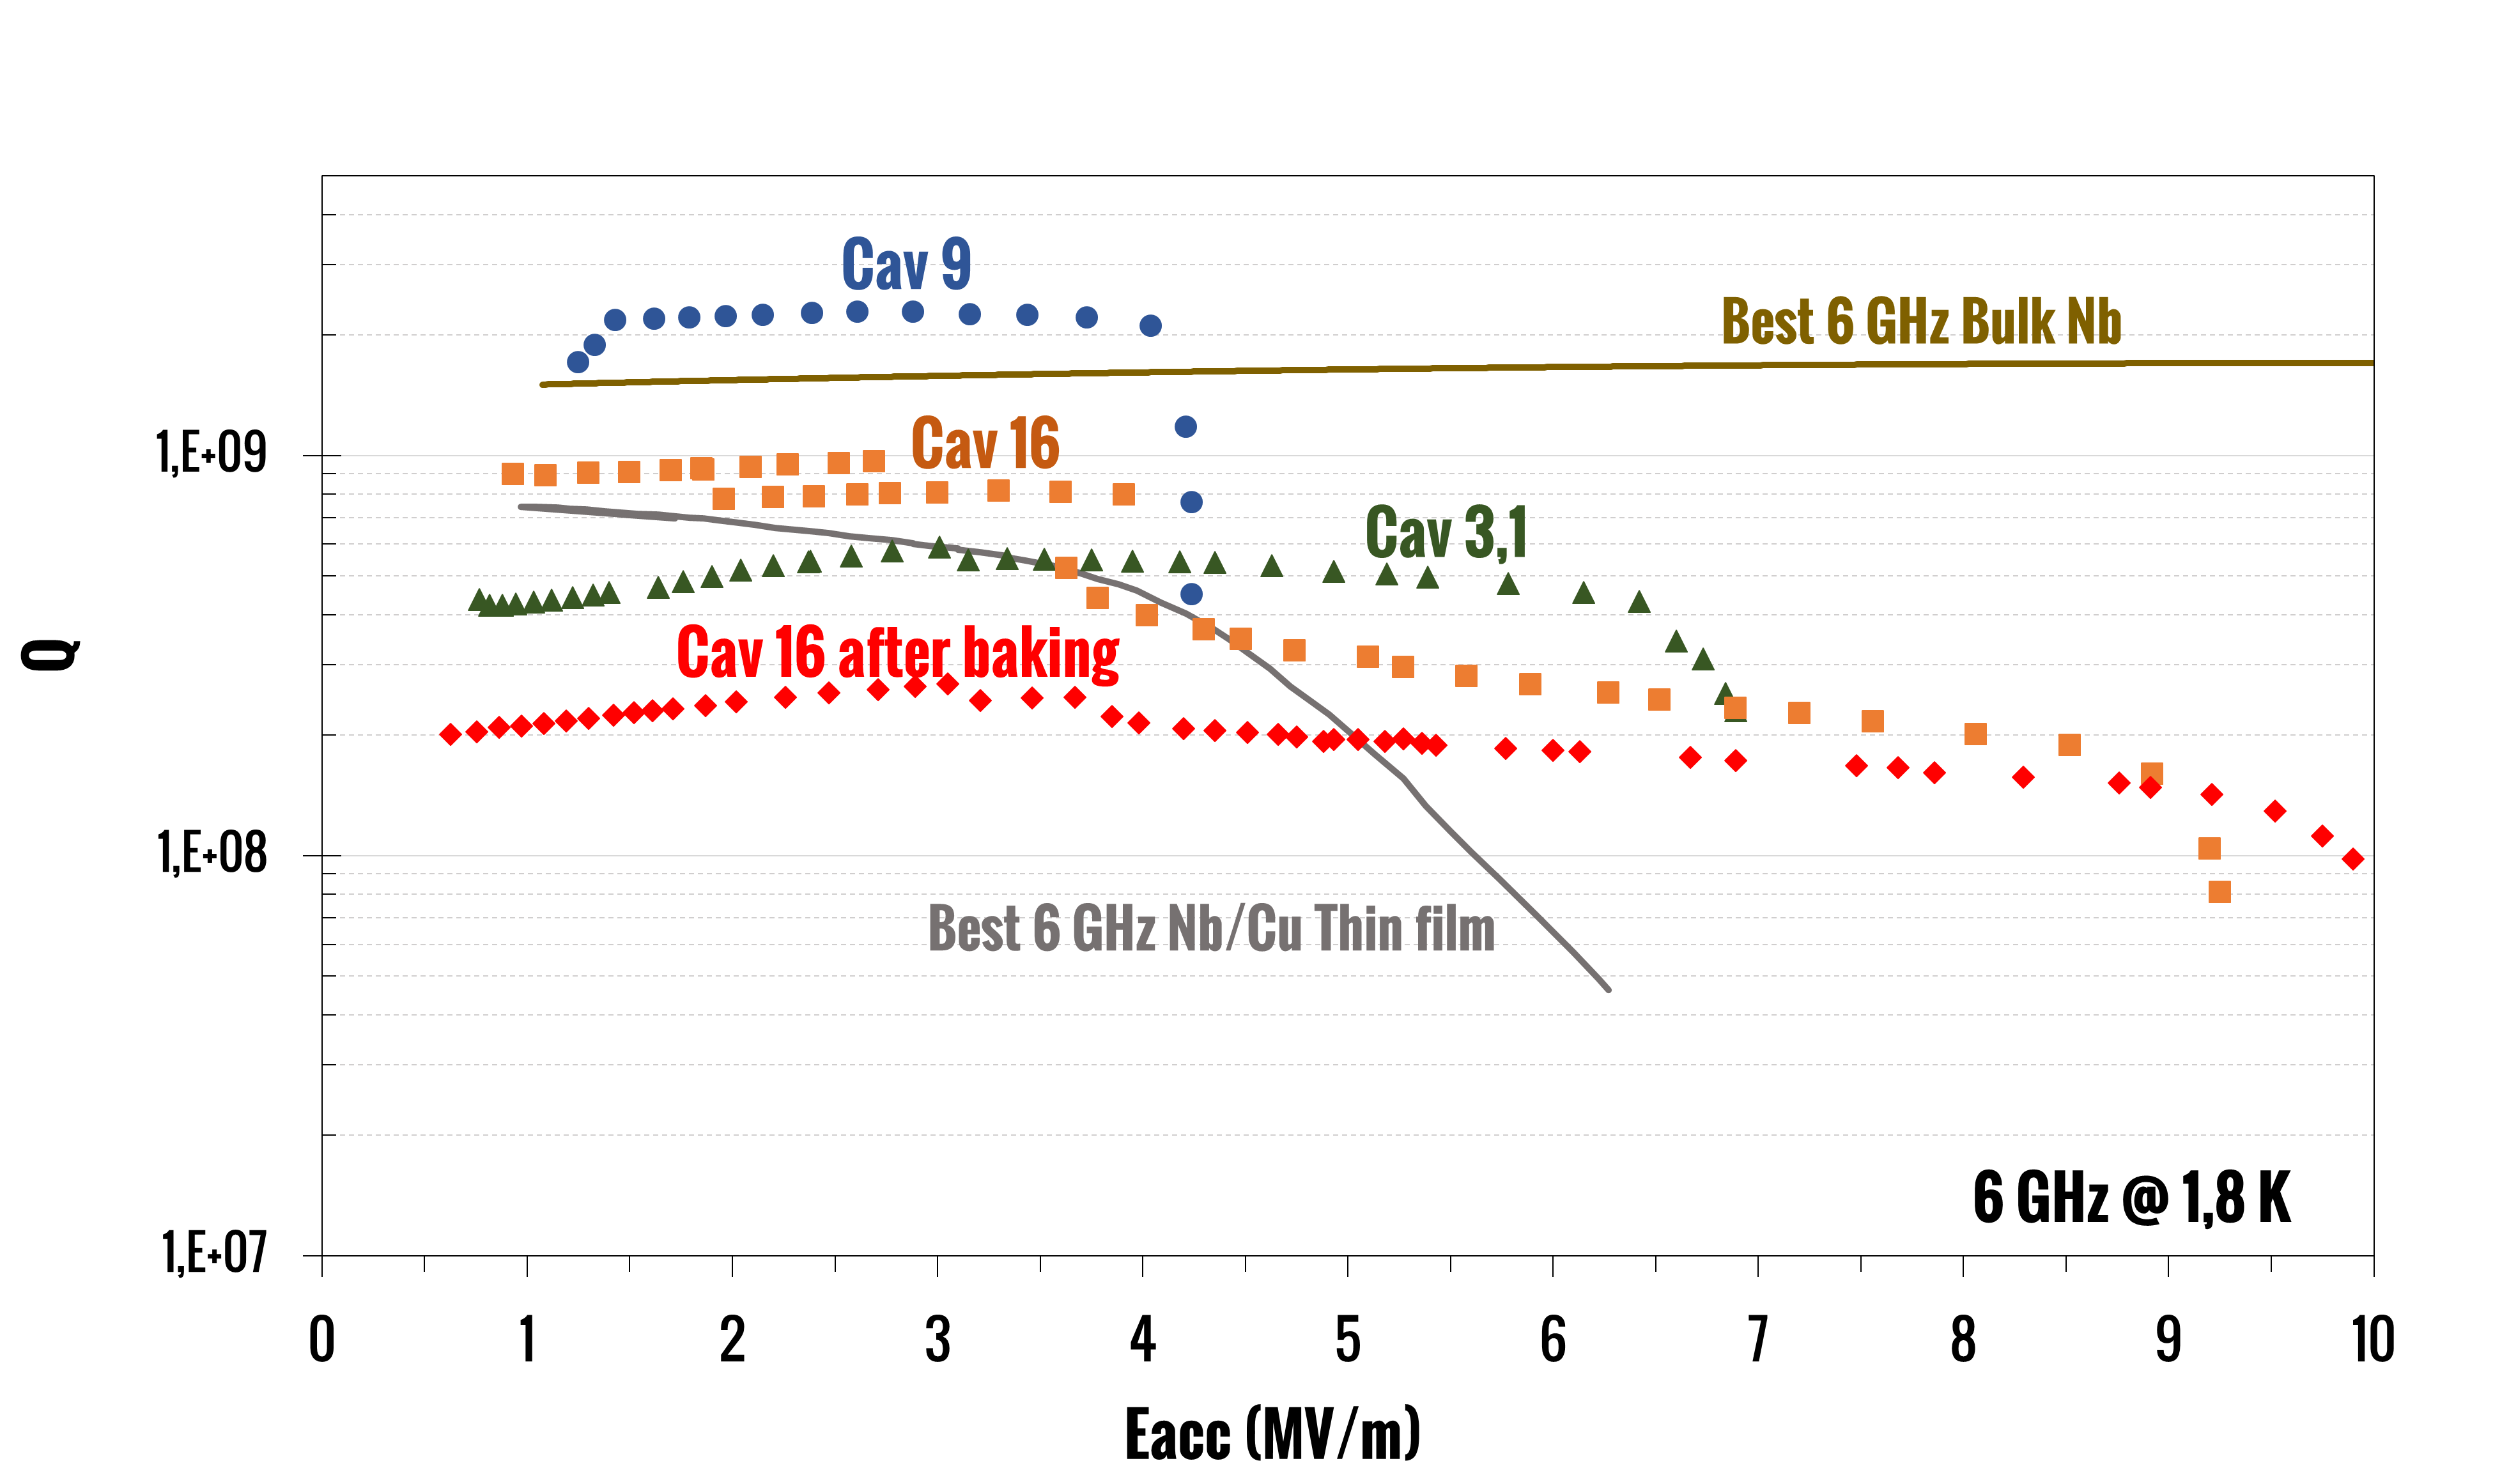 Cav 9
Best 6 GHz Bulk Nb
1,E+09
Cav 16
Cav 3,1
Q
Cav 16 after baking
1,E+08
Best 6 GHz Nb/Cu Thin film
6 GHz @ 1,8 K
1,E+07
0 1 2 3 4 5 6 7 8 9 10
Eacc (MV/m)